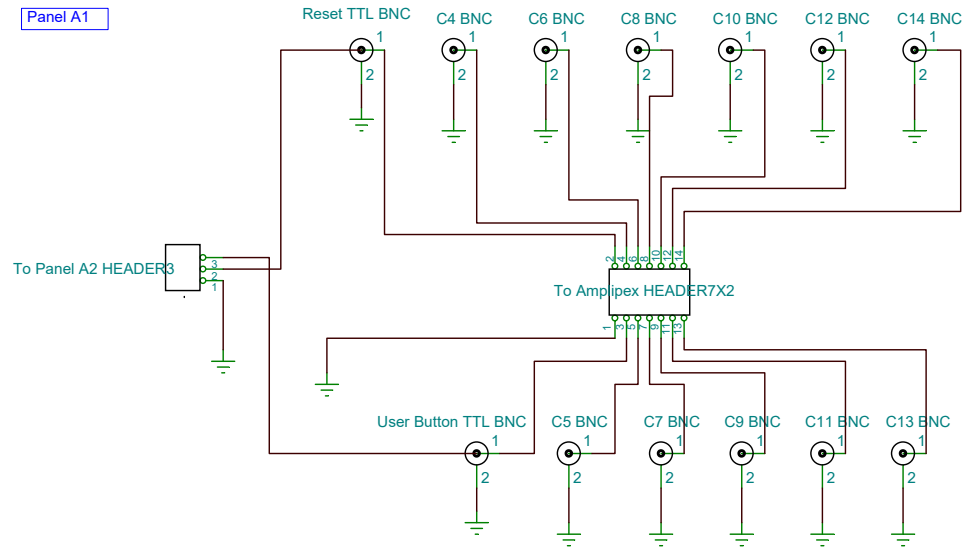 Panel A1
Reset TTL BNC C4 BNC C6 BNC C8 BNC C10 BNC C12 BNC C14 BNC
1 1 1 1 1 1 1
2 2 2 2 2 2 2
2 4 6 8 10 12 14
To Panel A2 HEADER3
3
2
1
To Amplipex HEADER7X2
1 3 5 7 9 11 13
User Button TTL BNC C5 BNC C7 BNC C9 BNC C11 BNC C13 BNC
1 1 1 1 1 1
2 2 2 2 2 2